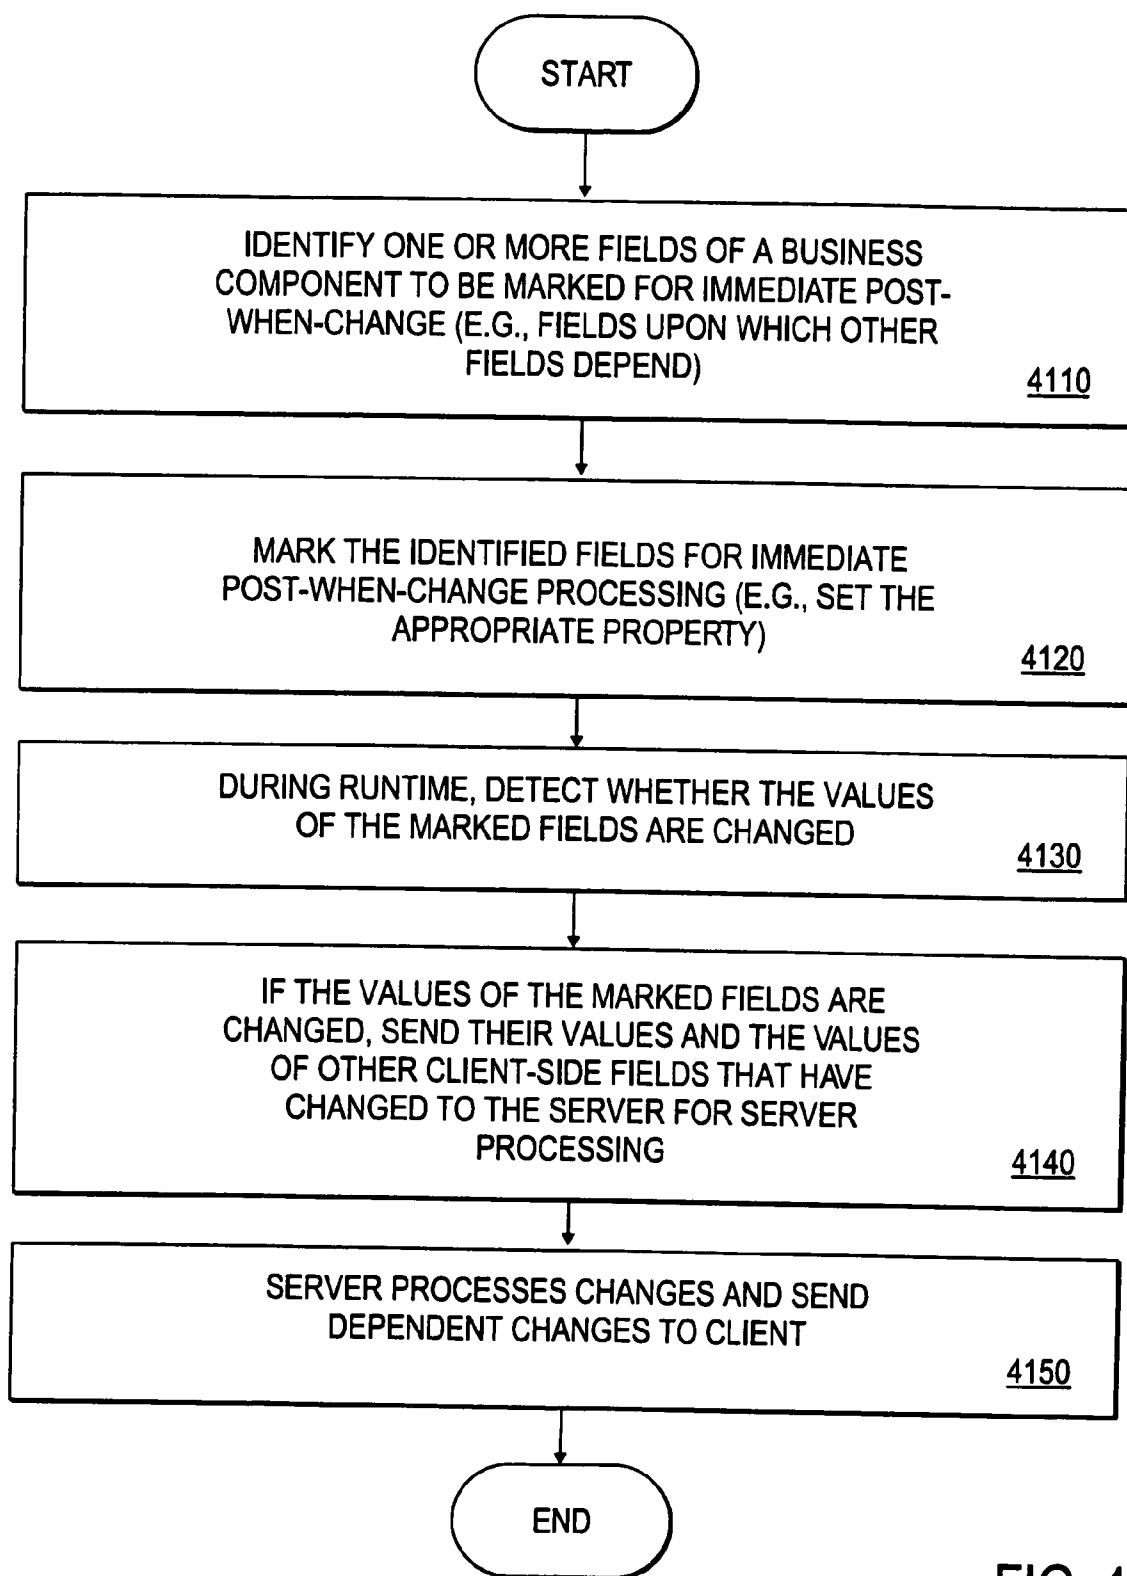 START
IDENTIFY ONE OR MORE FIELDS OF A BUSINESS
COMPONENT TO BE MARKED FOR IMMEDIATE POST-
WHEN-CHANGE (E.G., FIELDS UPON WHICH OTHER
FIELDS DEPEND)
4110
MARK THE IDENTIFIED FIELDS FOR IMMEDIATE
POST-WHEN-CHANGE PROCESSING (E.G., SET THE
APPROPRIATE PROPERTY)
4120
DURING RUNTIME, DETECT WHETHER THE VALUES
OF THE MARKED FIELDS ARE CHANGED
4130
IF THE VALUES OF THE MARKED FIELDS ARE
CHANGED, SEND THEIR VALUES AND THE VALUES
OF OTHER CLIENT-SIDE FIELDS THAT HAVE
CHANGED TO THE SERVER FOR SERVER
PROCESSING
4140
SERVER PROCESSES CHANGES AND SEND
DEPENDENT CHANGES TO CLIENT
4150
END
FIG.